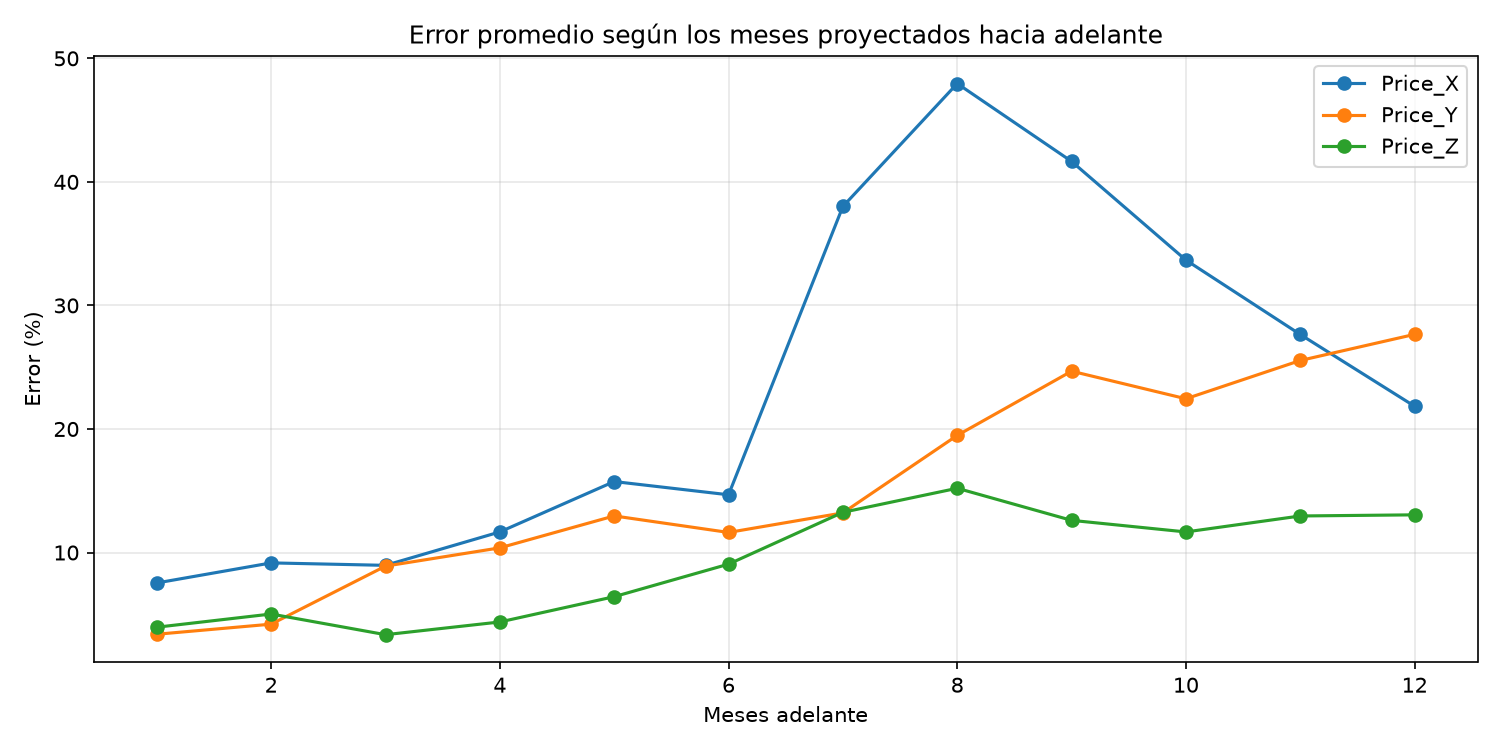 Error promedio según los meses proyectados hacia adelante
Price_X
Price_Y
Price_Z
Error (%)
50
40
30
20
10
2 4 6 8 10 12
Meses adelante